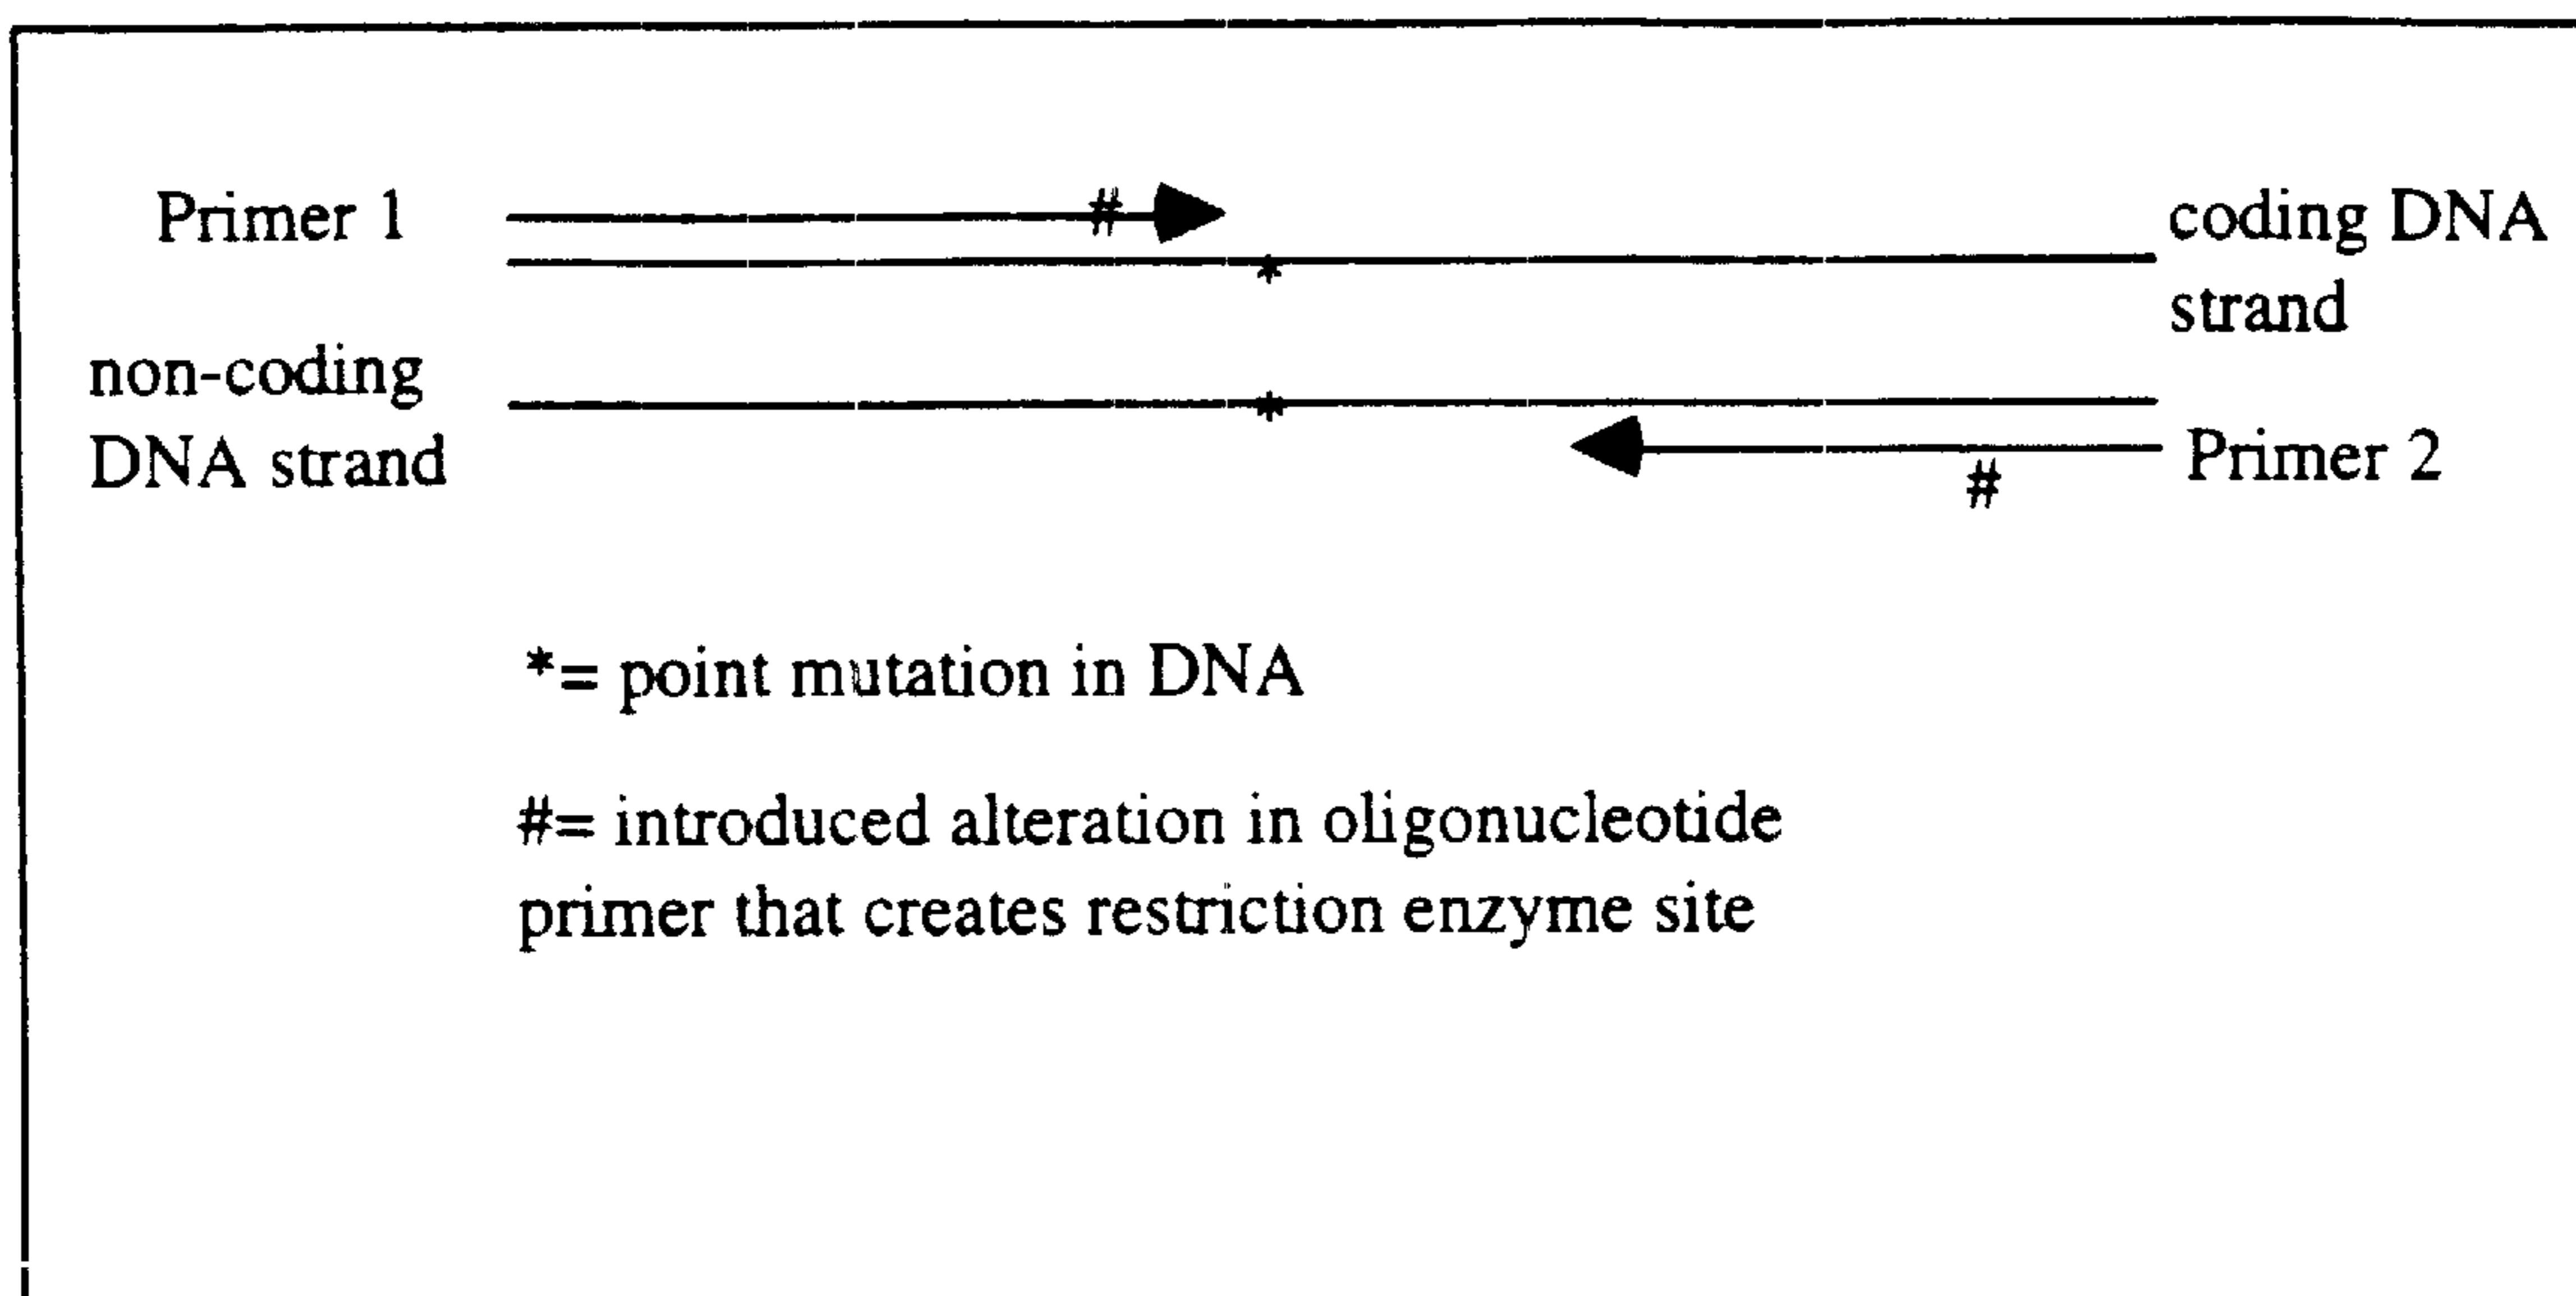 Primer 1
#
coding DNA
strand
*
non-coding
DNA strand
*
Primer 2
#
*= point mutation in DNA
#= introduced alteration in oligonucleotide
primer that creates restriction enzyme site